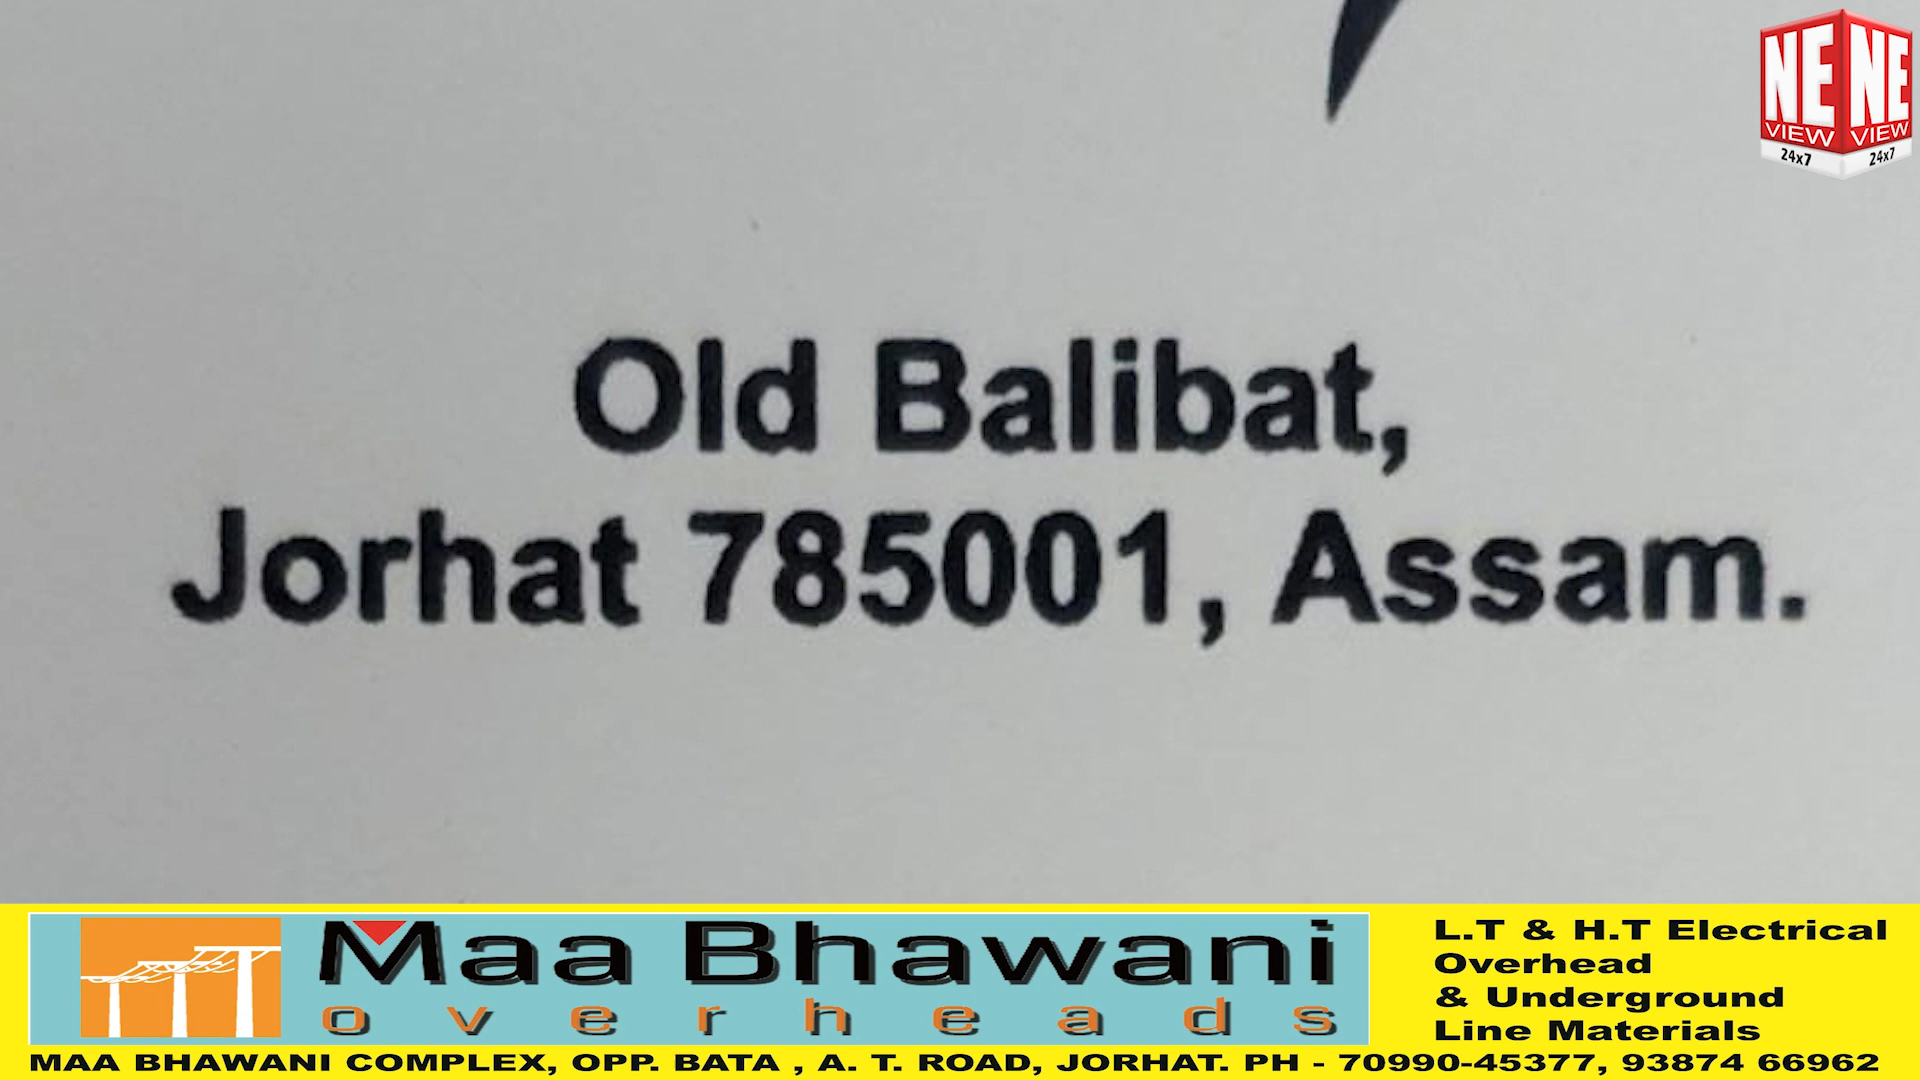 NE NE
VIEW VIEW
24x7 24x7
Old Balibat,
Jorhat 785001, Assam.
Maa Bhawani
overheads
L.T & H.T Electrical
Overhead
& Underground
Line Materials
MAA BHAWANI COMPLEX, OPP. BATA , A. T. ROAD, JORHAT. PH - 70990-45377, 93874 66962